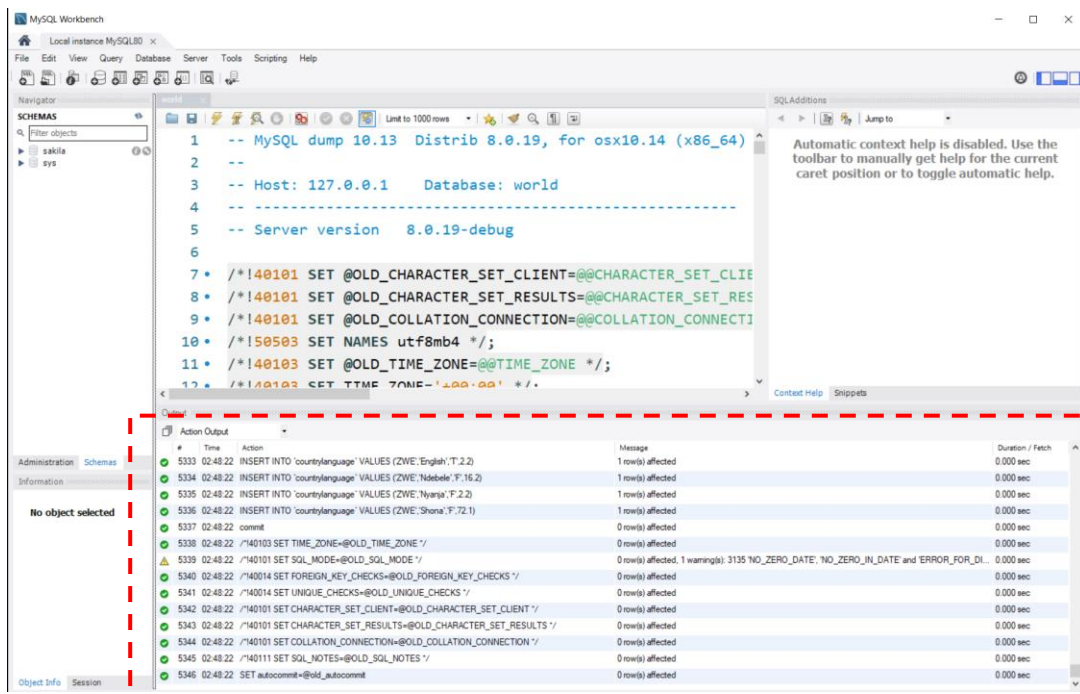 MySQL Workbench
Local instance MySQL80
File Edit View Query Database Server Tools Scripting Help
Navigator
SCHEMAS
Filter objects
sakila
sys
Administration Schemas
Information
No object selected
Object Info Session
world
Limit to 1000 rows
1 -- MySQL dump 10.13 Distrib 8.0.19, for osx10.14 (x86_64)
2 --
3 -- Host: 127.0.0.1 Database: world
4 -- ------------------------------------------------------
5 -- Server version 8.0.19-debug
6
7 /*!40101 SET @OLD_CHARACTER_SET_CLIENT=@@CHARACTER_SET_CLIE
8 /*!40101 SET @OLD_CHARACTER_SET_RESULTS=@@CHARACTER_SET_RES
9 /*!40101 SET @OLD_COLLATION_CONNECTION=@@COLLATION_CONNECTI
10 /*!50503 SET NAMES utf8mb4 */;
11 /*!40103 SET @OLD_TIME_ZONE=@@TIME_ZONE */;
12 /*!40103 SET TIME_ZONE='+00:00' */;
SQLAdditions
Jump to
Automatic context help is disabled. Use the
toolbar to manually get help for the current
caret position or to toggle automatic help.
Context Help Snippets
Output
Action Output
# Time Action Message Duration / Fetch
5333 02:48:22 INSERT INTO `countrylanguage` VALUES ('ZWE','English','T',2.2) 1 row(s) affected 0.000 sec
5334 02:48:22 INSERT INTO `countrylanguage` VALUES ('ZWE','Ndebele','F',16.2) 1 row(s) affected 0.000 sec
5335 02:48:22 INSERT INTO `countrylanguage` VALUES ('ZWE','Nyanja','F',2.2) 1 row(s) affected 0.000 sec
5336 02:48:22 INSERT INTO `countrylanguage` VALUES ('ZWE','Shona','F',72.1) 1 row(s) affected 0.000 sec
5337 02:48:22 commit 0 row(s) affected 0.000 sec
5338 02:48:22 /*!40103 SET TIME_ZONE=@OLD_TIME_ZONE */ 0 row(s) affected 0.000 sec
5339 02:48:22 /*!40101 SET SQL_MODE=@OLD_SQL_MODE */ 0 row(s) affected, 1 warning(s): 3135 'NO_ZERO_DATE', 'NO_ZERO_IN_DATE' and 'ERROR_FOR_DI... 0.000 sec
5340 02:48:22 /*!40014 SET FOREIGN_KEY_CHECKS=@OLD_FOREIGN_KEY_CHECKS */ 0 row(s) affected 0.000 sec
5341 02:48:22 /*!40014 SET UNIQUE_CHECKS=@OLD_UNIQUE_CHECKS */ 0 row(s) affected 0.000 sec
5342 02:48:22 /*!40101 SET CHARACTER_SET_CLIENT=@OLD_CHARACTER_SET_CLIENT */ 0 row(s) affected 0.000 sec
5343 02:48:22 /*!40101 SET CHARACTER_SET_RESULTS=@OLD_CHARACTER_SET_RESULTS */ 0 row(s) affected 0.000 sec
5344 02:48:22 /*!40101 SET COLLATION_CONNECTION=@OLD_COLLATION_CONNECTION */ 0 row(s) affected 0.000 sec
5345 02:48:22 /*!40111 SET SQL_NOTES=@OLD_SQL_NOTES */ 0 row(s) affected 0.000 sec
5346 02:48:22 SET autocommit=@old_autocommit 0 row(s) affected 0.000 sec